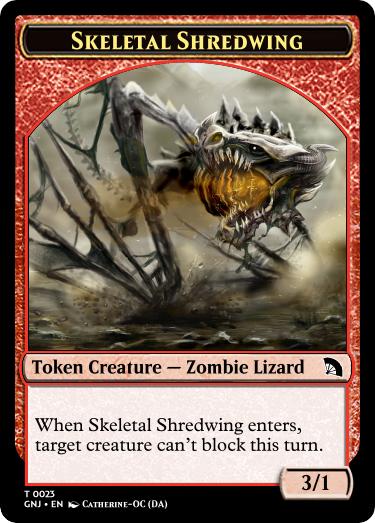 Skeletal Shredwing
Token Creature — Zombie Lizard
When Skeletal Shredwing enters,
target creature can't block this turn.
3/1
T 0023
GNJ • EN Catherine-OC (DA)